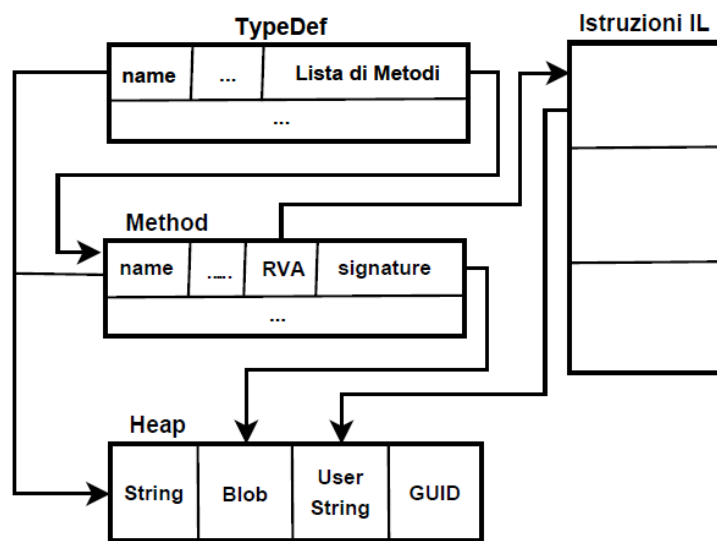 TypeDef
Istruzioni IL
name ... Lista di Metodi
...
Method
name ..... RVA signature
...
Heap
String Blob User String GUID